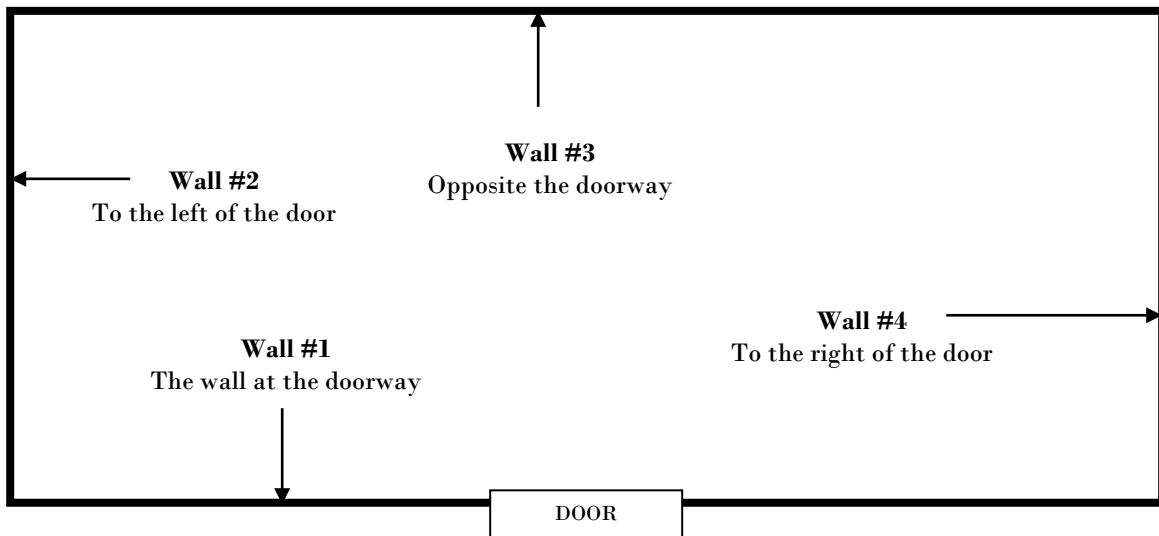 Wall #3
Opposite the doorway
Wall #2
To the left of the door
Wall #4
To the right of the door
Wall #1
The wall at the doorway
DOOR